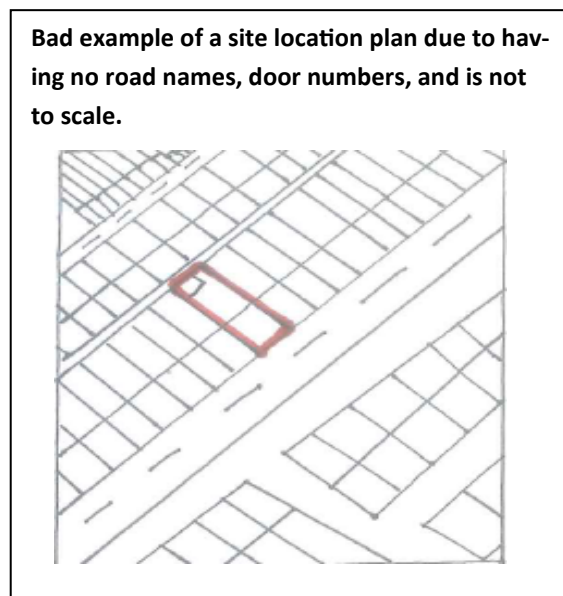 Bad example of a site location plan due to hav-
ing no road names, door numbers, and is not
to scale.